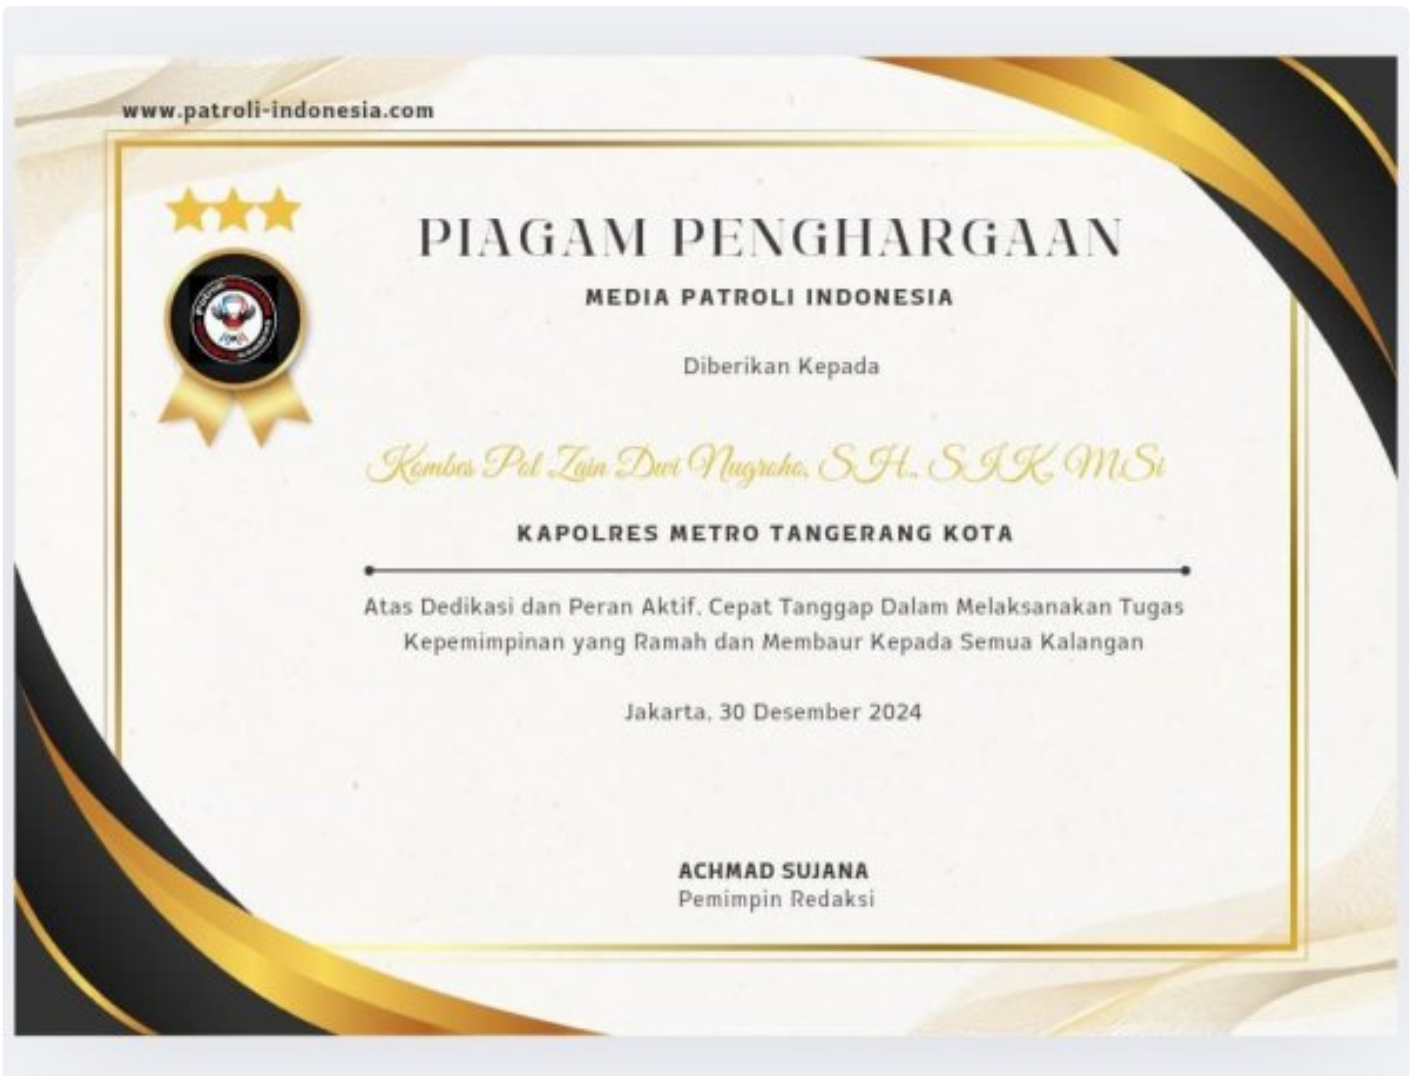 www.patroli-indonesia.com
PIAGAM PENGHARGAAN
MEDIA PATROLI INDONESIA
Diberikan Kepada
Kombes Pol Zain Dwi Nugroho, S.H., S.I.K., M.Si
KAPOLRES METRO TANGERANG KOTA
Atas Dedikasi dan Peran Aktif, Cepat Tanggap Dalam Melaksanakan Tugas
Kepemimpinan yang Ramah dan Membaur Kepada Semua Kalangan
Jakarta, 30 Desember 2024
ACHMAD SUJANA
Pemimpin Redaksi